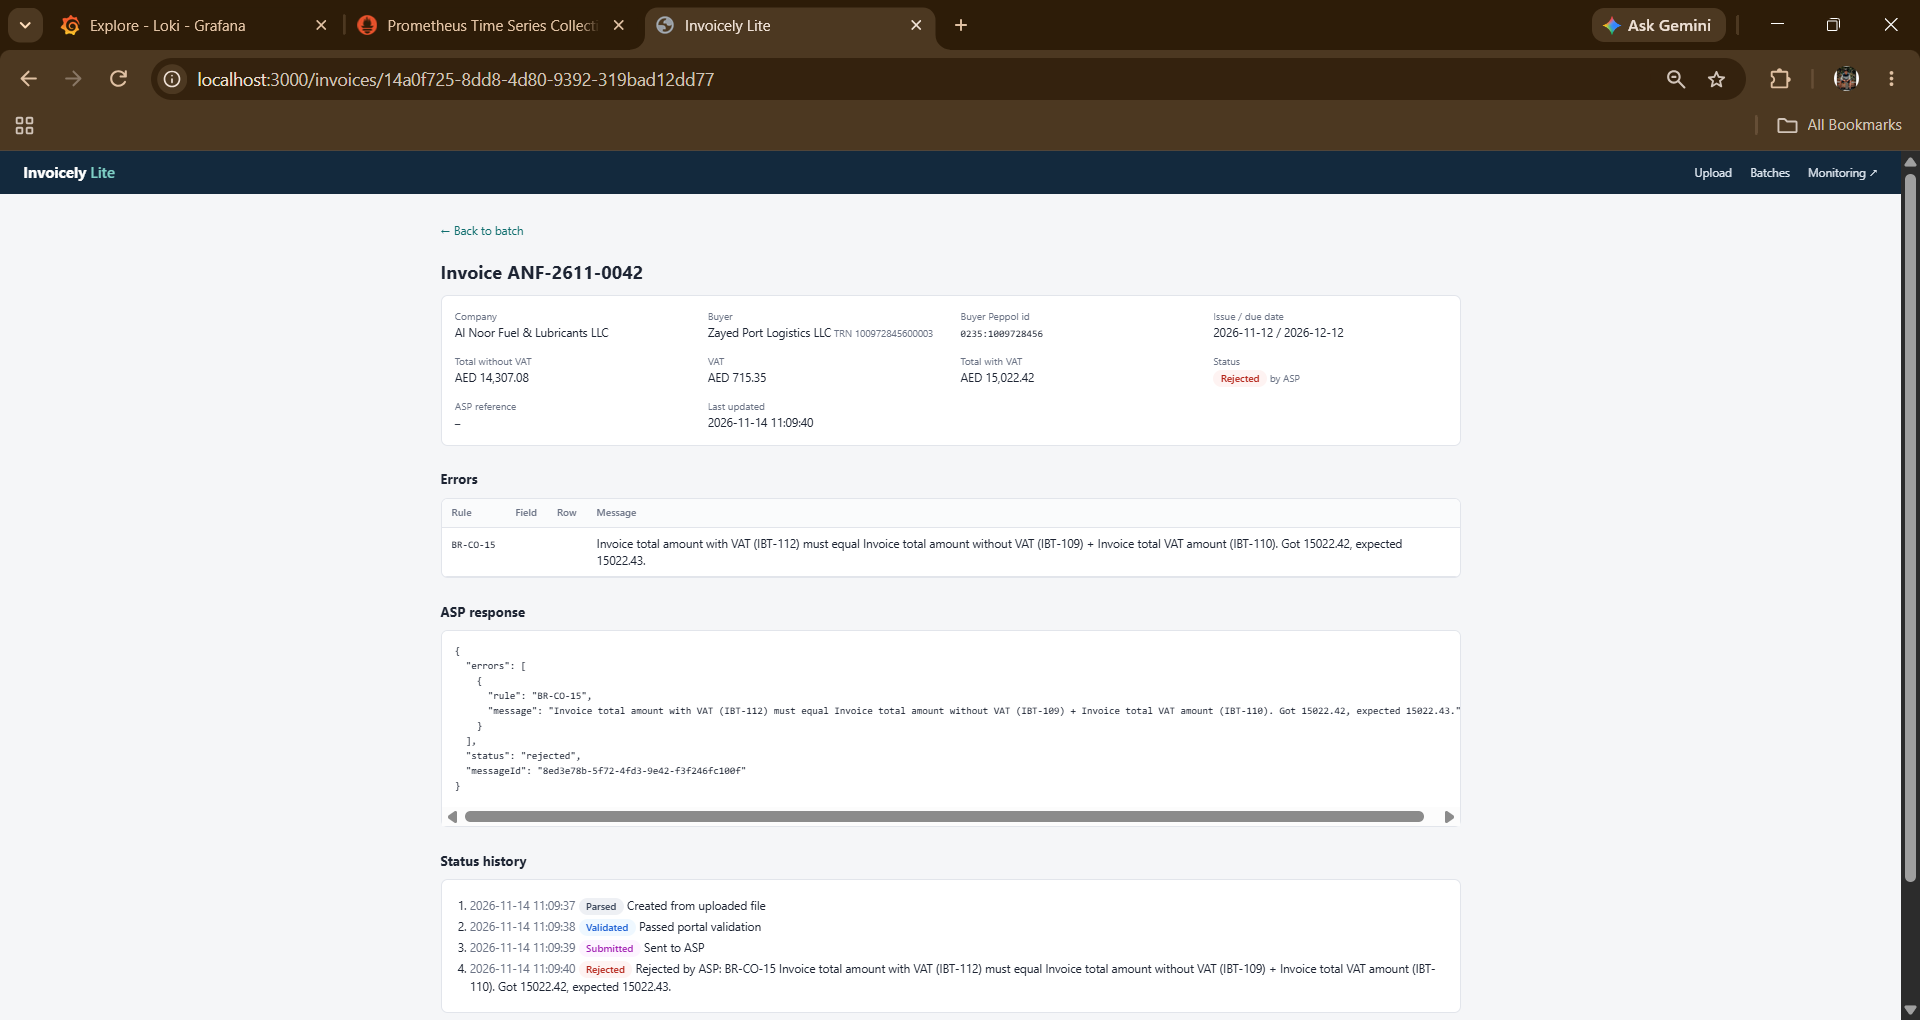 Explore - Loki - Grafana
Prometheus Time Series Collecti
Invoicely Lite
Ask Gemini
localhost:3000/invoices/14a0f725-8dd8-4d80-9392-319bad12dd77
All Bookmarks
Invoicely Lite
Upload Batches Monitoring ↗
← Back to batch
Invoice ANF-2611-0042
Company Buyer Buyer Peppol id Issue / due date
Al Noor Fuel & Lubricants LLC Zayed Port Logistics LLC TRN 100972845600003 0235:1009728456 2026-11-12 / 2026-12-12
Total without VAT VAT Total with VAT Status
AED 14,307.08 AED 715.35 AED 15,022.42 Rejected by ASP
ASP reference Last updated
– 2026-11-14 11:09:40
Errors
Rule Field Row Message
BR-CO-15 Invoice total amount with VAT (IBT-112) must equal Invoice total amount without VAT (IBT-109) + Invoice total VAT amount (IBT-110). Got 15022.42, expected
15022.43.
ASP response
{
"errors": [
{
"rule": "BR-CO-15",
"message": "Invoice total amount with VAT (IBT-112) must equal Invoice total amount without VAT (IBT-109) + Invoice total VAT amount (IBT-110). Got 15022.42, expected 15022.43."
}
],
"status": "rejected",
"messageId": "8ed3e78b-5f72-4fd3-9e42-f3f246fc100f"
}
Status history
1. 2026-11-14 11:09:37 Parsed Created from uploaded file
2. 2026-11-14 11:09:38 Validated Passed portal validation
3. 2026-11-14 11:09:39 Submitted Sent to ASP
4. 2026-11-14 11:09:40 Rejected Rejected by ASP: BR-CO-15 Invoice total amount with VAT (IBT-112) must equal Invoice total amount without VAT (IBT-109) + Invoice total VAT amount (IBT-
110). Got 15022.42, expected 15022.43.